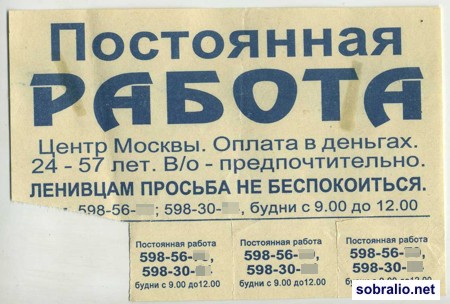 Постоянная
РАБОТА
Центр Москвы. Оплата в деньгах.
24 - 57 лет. В/о - предпочтительно.
ЛЕНИВЦАМ ПРОСЬБА НЕ БЕСПОКОИТЬСЯ.
598-56- ; 598-30- , будни с 9.00 до 12.00
Постоянная работа
598-56- ,
598-30-
будни с 9.00 до12.00
Постоянная работа
598-56- ,
598-30-
будни с 9.00 до12.00
Постоянная работа
598-56- ,
598-30-
будни с 9.00 до12.00
sobralio.net